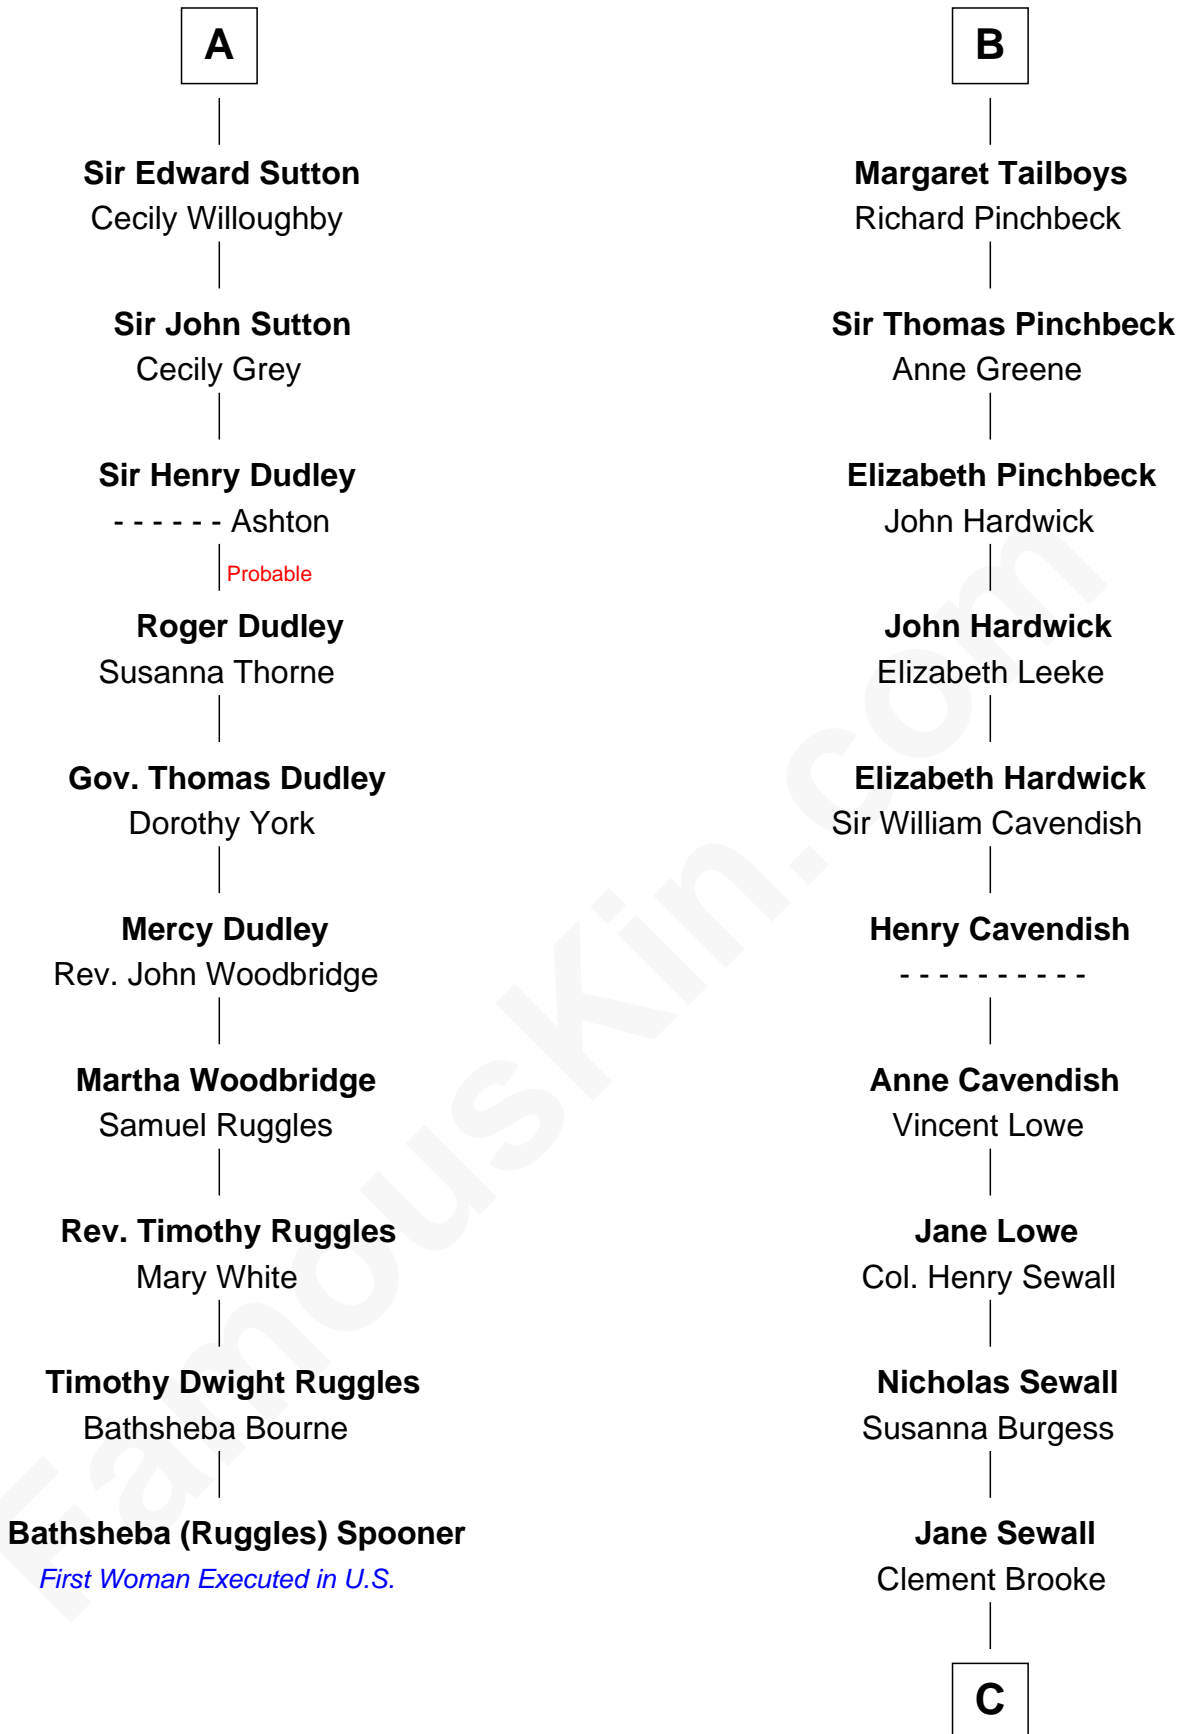 A
Sir Edward Sutton
Cecily Willoughby
Sir John Sutton
Cecily Grey
Sir Henry Dudley
- - - - - - Ashton
Probable
Roger Dudley
Susanna Thorne
Gov. Thomas Dudley
Dorothy York
Mercy Dudley
Rev. John Woodbridge
Martha Woodbridge
Samuel Ruggles
Rev. Timothy Ruggles
Mary White
Timothy Dwight Ruggles
Bathsheba Bourne
Bathsheba (Ruggles) Spooner
First Woman Executed in U.S.
B
Margaret Tailboys
Richard Pinchbeck
Sir Thomas Pinchbeck
Anne Greene
Elizabeth Pinchbeck
John Hardwick
John Hardwick
Elizabeth Leeke
Elizabeth Hardwick
Sir William Cavendish
Henry Cavendish
- - - - - - - - - -
Anne Cavendish
Vincent Lowe
Jane Lowe
Col. Henry Sewall
Nicholas Sewall
Susanna Burgess
Jane Sewall
Clement Brooke
C
FamousKin.com